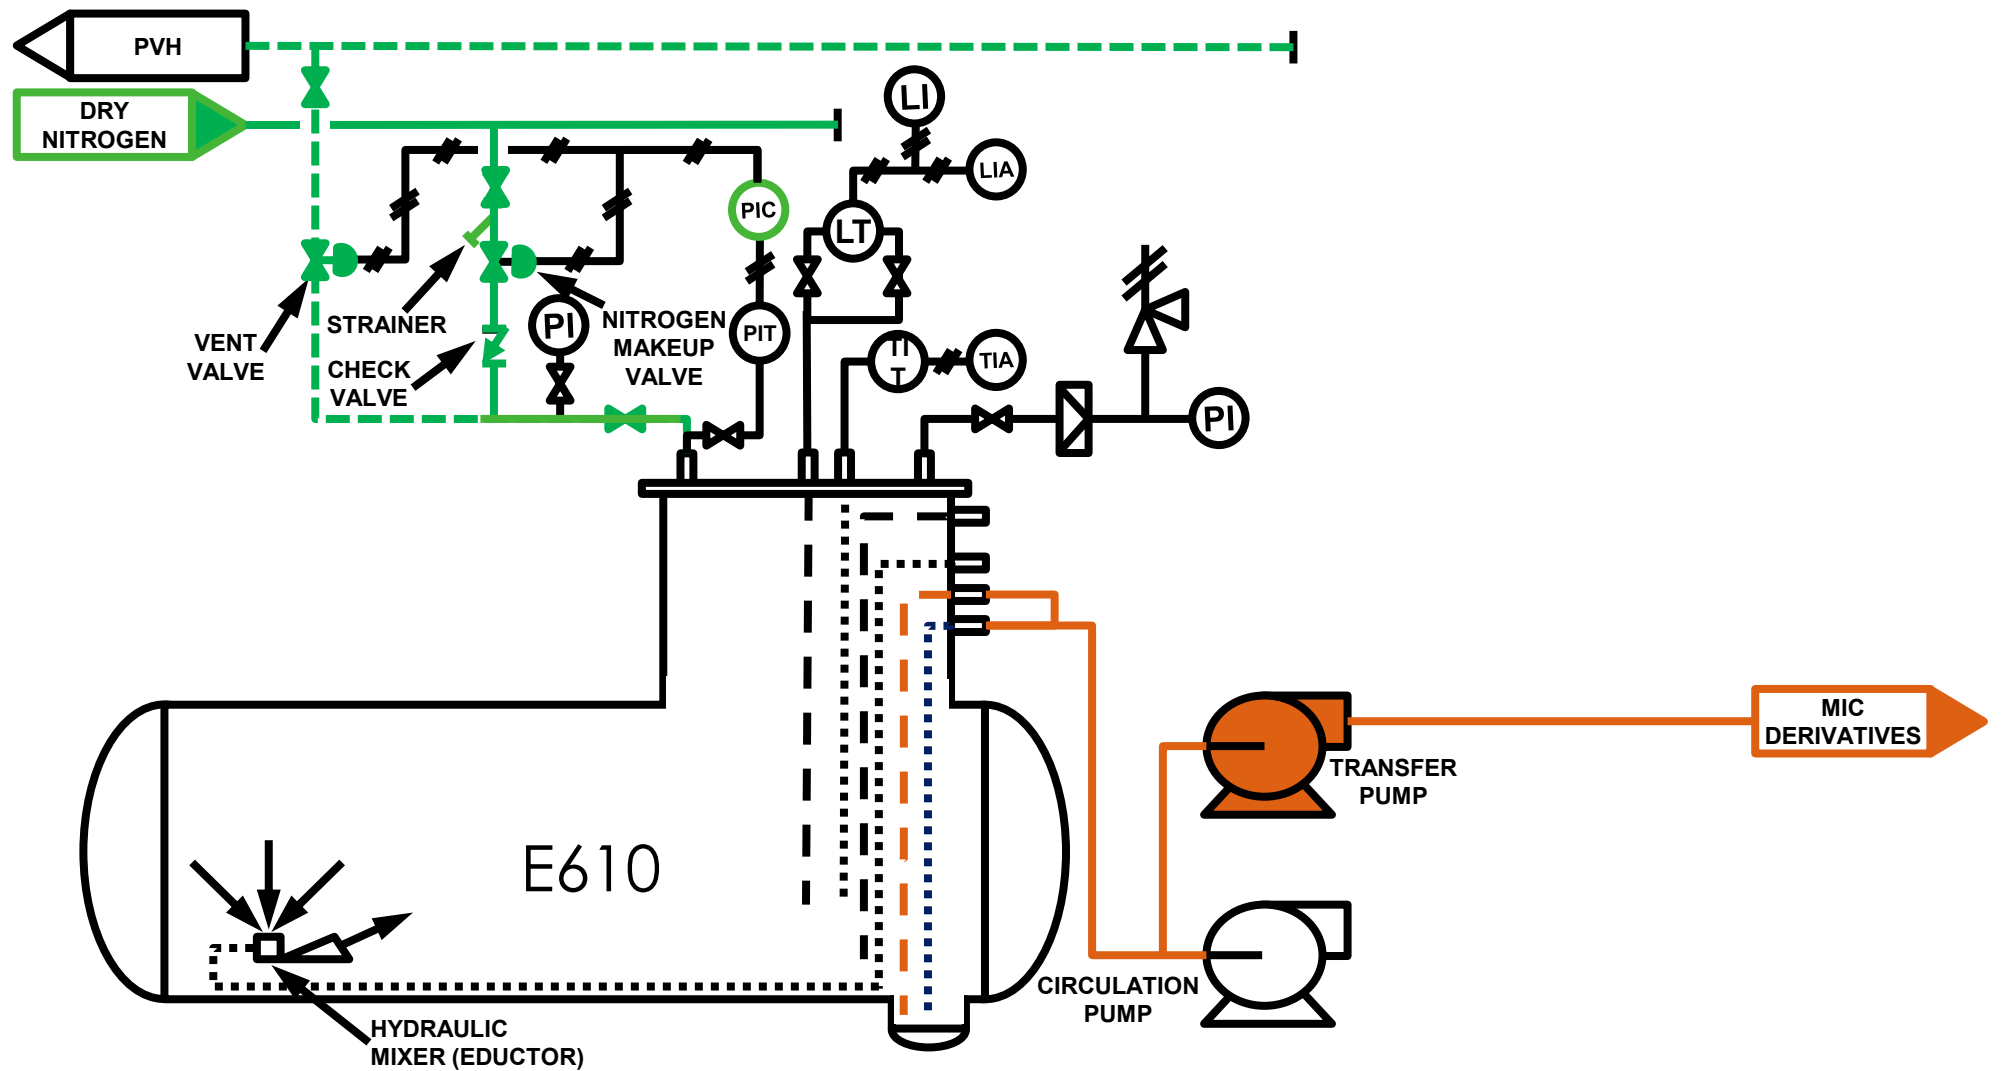 PVH
DRY
NITROGEN
LI
LIA
PIC
LT
STRAINER
PI
NITROGEN
MAKEUP
VALVE
PIT
VENT
VALVE
CHECK
VALVE
TI
T
TIA
PI
MIC
DERIVATIVES
TRANSFER
PUMP
E610
CIRCULATION
PUMP
HYDRAULIC
MIXER (EDUCTOR)